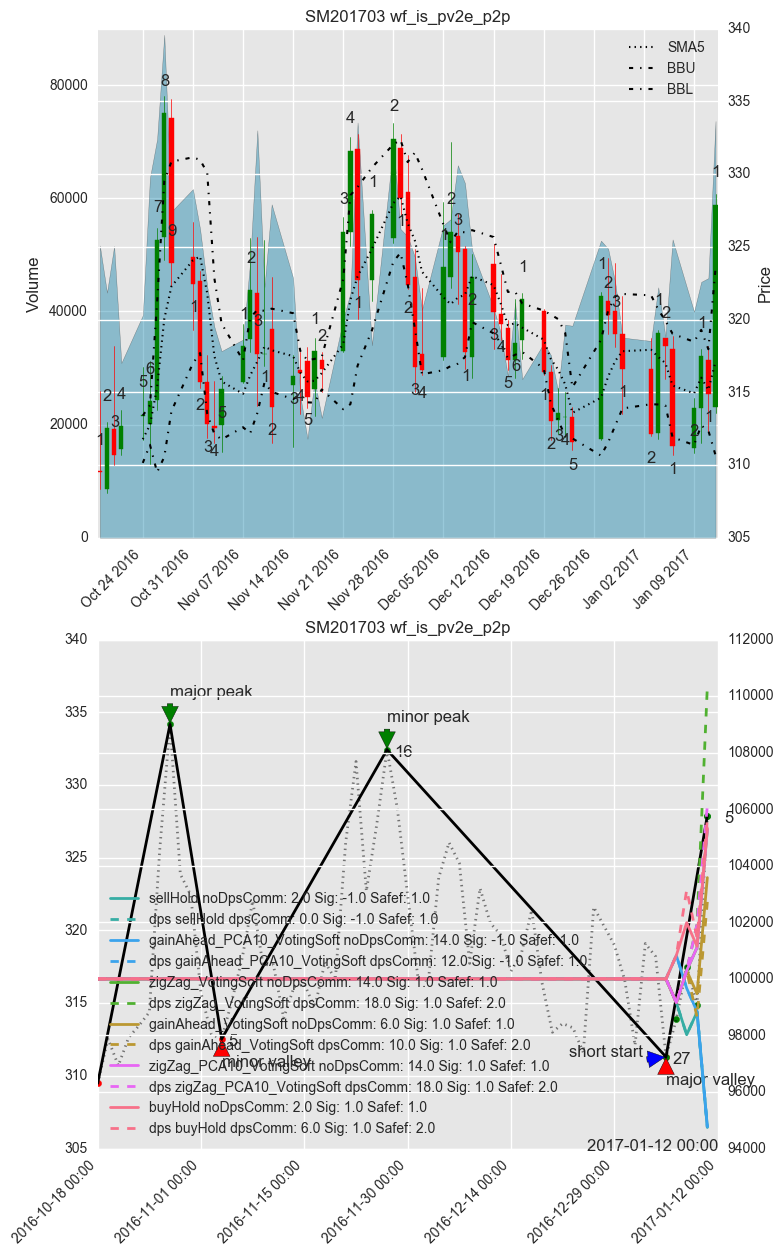 SM201703 wf_is_pv2e_p2p
SMA5
BBU
BBL
80000
60000
40000
20000
0
Volume
340
335
330
325
320
315
310
305
Price
Oct 24 2016
Oct 31 2016
Nov 07 2016
Nov 14 2016
Nov 21 2016
Nov 28 2016
Dec 05 2016
Dec 12 2016
Dec 19 2016
Dec 26 2016
Jan 02 2017
Jan 09 2017
SM201703 wf_is_pv2e_p2p
340
335
330
325
320
315
310
305
112000
110000
108000
106000
104000
102000
100000
98000
96000
94000
major peak
minor peak
16
5
sellHold noDpsComm: 2.0 Sig: -1.0 Safef: 1.0
dps sellHold dpsComm: 0.0 Sig: -1.0 Safef: 1.0
gainAhead_PCA10_VotingSoft noDpsComm: 14.0 Sig: -1.0 Safef: 1.0
dps gainAhead_PCA10_VotingSoft dpsComm: 12.0 Sig: -1.0 Safef: 1.0
zigZag_VotingSoft noDpsComm: 14.0 Sig: 1.0 Safef: 1.0
dps zigZag_VotingSoft dpsComm: 18.0 Sig: 1.0 Safef: 2.0
gainAhead_VotingSoft noDpsComm: 6.0 Sig: 1.0 Safef: 1.0
dps gainAhead_VotingSoft dpsComm: 10.0 Sig: 1.0 Safef: 2.0
zigZag_PCA10_VotingSoft noDpsComm: 14.0 Sig: 1.0 Safef: 1.0
dps zigZag_PCA10_VotingSoft dpsComm: 18.0 Sig: 1.0 Safef: 2.0
buyHold noDpsComm: 2.0 Sig: 1.0 Safef: 1.0
dps buyHold dpsComm: 6.0 Sig: 1.0 Safef: 2.0
5
minor valley
short start
27
major valley
2017-01-12 00:00
2016-10-18 00:00
2016-11-01 00:00
2016-11-15 00:00
2016-11-30 00:00
2016-12-14 00:00
2016-12-29 00:00
2017-01-12 00:00